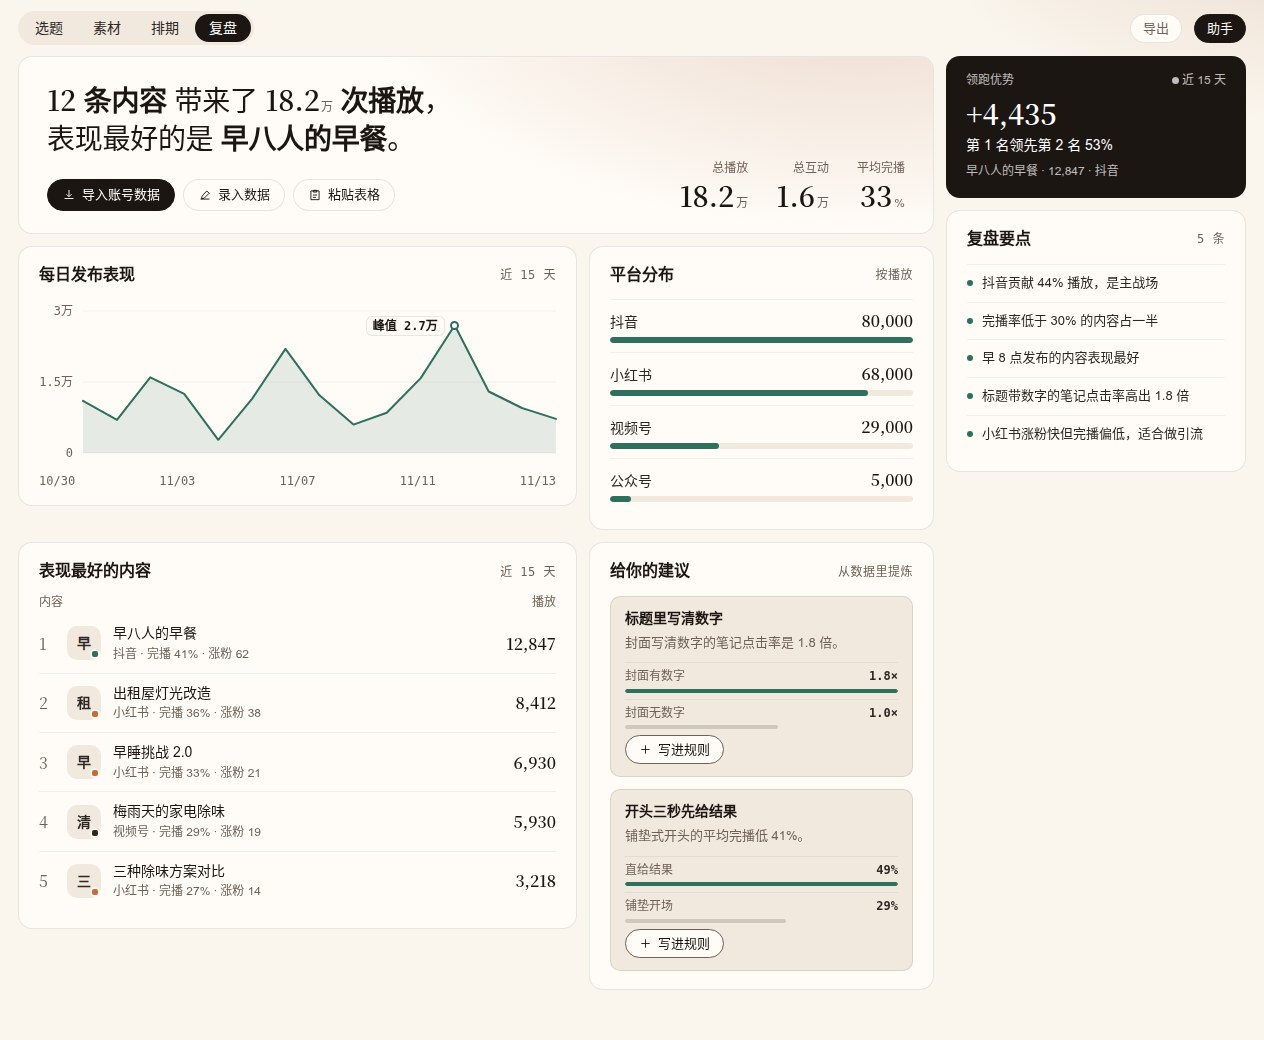 选题 素材 排期 复盘 导出 助手
12 条内容 带来了 18.2万 次播放，
表现最好的是 早八人的早餐。
导入账号数据 录入数据 粘贴表格
总播放 总互动 平均完播
18.2万 1.6万 33%
领跑优势 近 15 天
+4,435
第 1 名领先第 2 名 53%
早八人的早餐 · 12,847 · 抖音
复盘要点 5 条
抖音贡献 44% 播放，是主战场
完播率低于 30% 的内容占一半
早 8 点发布的内容表现最好
标题带数字的笔记点击率高出 1.8 倍
小红书涨粉快但完播偏低，适合做引流
每日发布表现 近 15 天
3万
峰值 2.7万
1.5万
0
10/30 11/03 11/07 11/11 11/13
平台分布 按播放
抖音 80,000
小红书 68,000
视频号 29,000
公众号 5,000
表现最好的内容 近 15 天
内容 播放
1 早 早八人的早餐 12,847
抖音 · 完播 41% · 涨粉 62
2 租 出租屋灯光改造 8,412
小红书 · 完播 36% · 涨粉 38
3 早 早睡挑战 2.0 6,930
小红书 · 完播 33% · 涨粉 21
4 清 梅雨天的家电除味 5,930
视频号 · 完播 29% · 涨粉 19
5 三 三种除味方案对比 3,218
小红书 · 完播 27% · 涨粉 14
给你的建议 从数据里提炼
标题里写清数字
封面写清数字的笔记点击率是 1.8 倍。
封面有数字 1.8×
封面无数字 1.0×
+ 写进规则
开头三秒先给结果
铺垫式开头的平均完播低 41%。
直给结果 49%
铺垫开场 29%
+ 写进规则